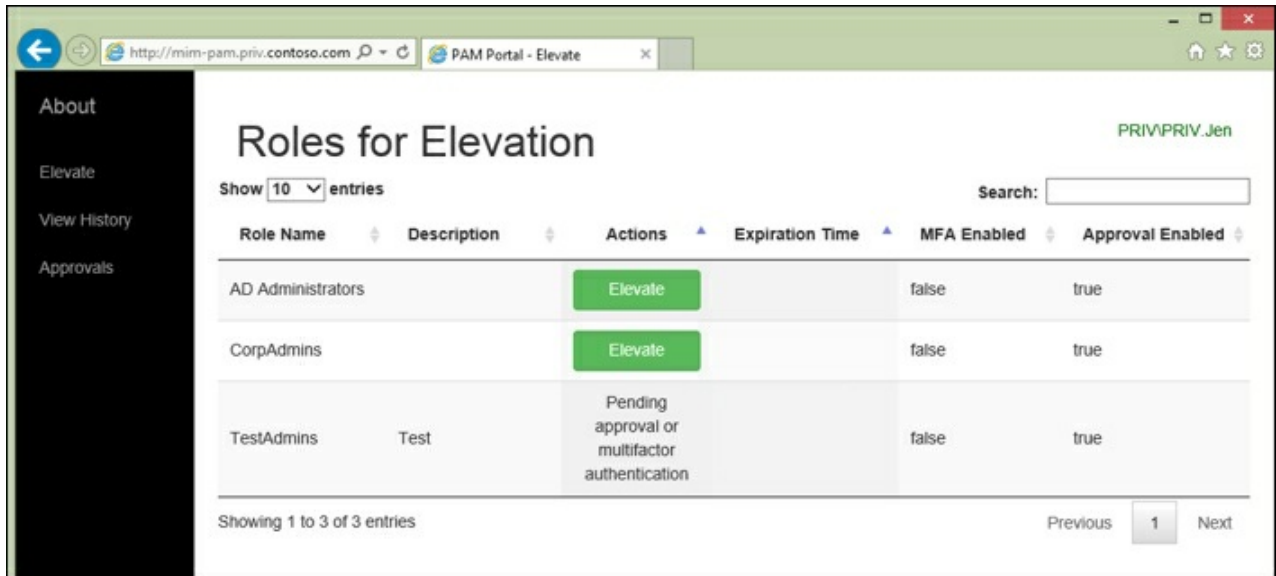 http://mim-pam.priv.contoso.com
PAM Portal - Elevate
About
Elevate
View History
Approvals
Roles for Elevation
PRIV\PRIV.Jen
Show 10 entries
Search:
Role Name Description Actions Expiration Time MFA Enabled Approval Enabled
AD Administrators Elevate false true
CorpAdmins Elevate false true
Pending
approval or
TestAdmins Test multifactor false true
authentication
Showing 1 to 3 of 3 entries
Previous 1 Next